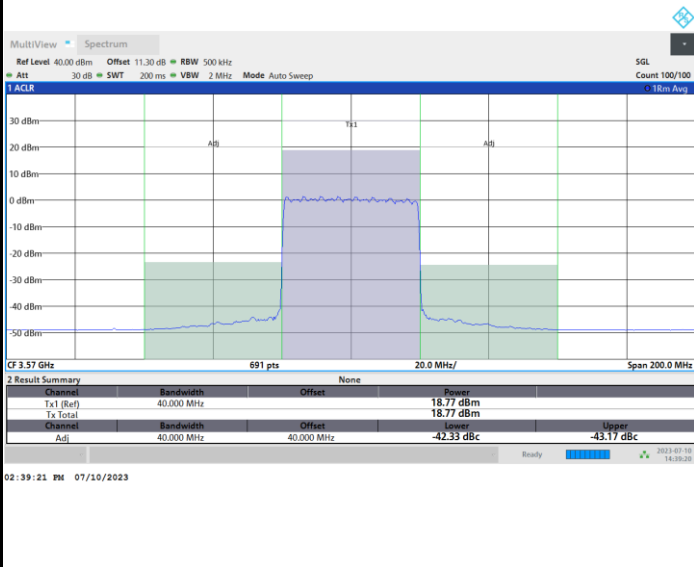 MultiView Spectrum
Ref Level 40.00 dBm Offset 11.30 dB RBW 500 kHz SGL
Att 30 dB SWT 200 ms VBW 2 MHz Mode Auto Sweep Count 100/100
1 ACLR 1Rm Avg
30 dBm
Tx1
20 dBm
Adj Adj
10 dBm
0 dBm
-10 dBm
-20 dBm
-30 dBm
-40 dBm
-50 dBm
CF 3.57 GHz 691 pts 20.0 MHz/ Span 200.0 MHz
2 Result Summary None
Channel Bandwidth Offset Power
Tx1 (Ref) 40.000 MHz 18.77 dBm
Tx Total 18.77 dBm
Channel Bandwidth Offset Lower Upper
Adj 40.000 MHz 40.000 MHz -42.33 dBc -43.17 dBc
Ready 2023-07-10
14:39:20
02:39:21 PM 07/10/2023